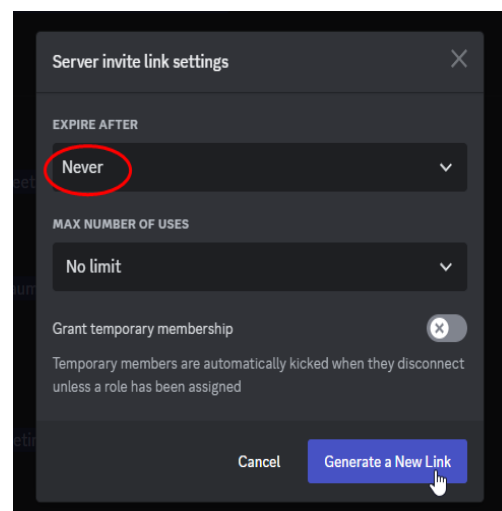 Server invite link settings
EXPIRE AFTER
Never
MAX NUMBER OF USES
No limit
Grant temporary membership
Temporary members are automatically kicked when they disconnect
unless a role has been assigned
Cancel Generate a New Link